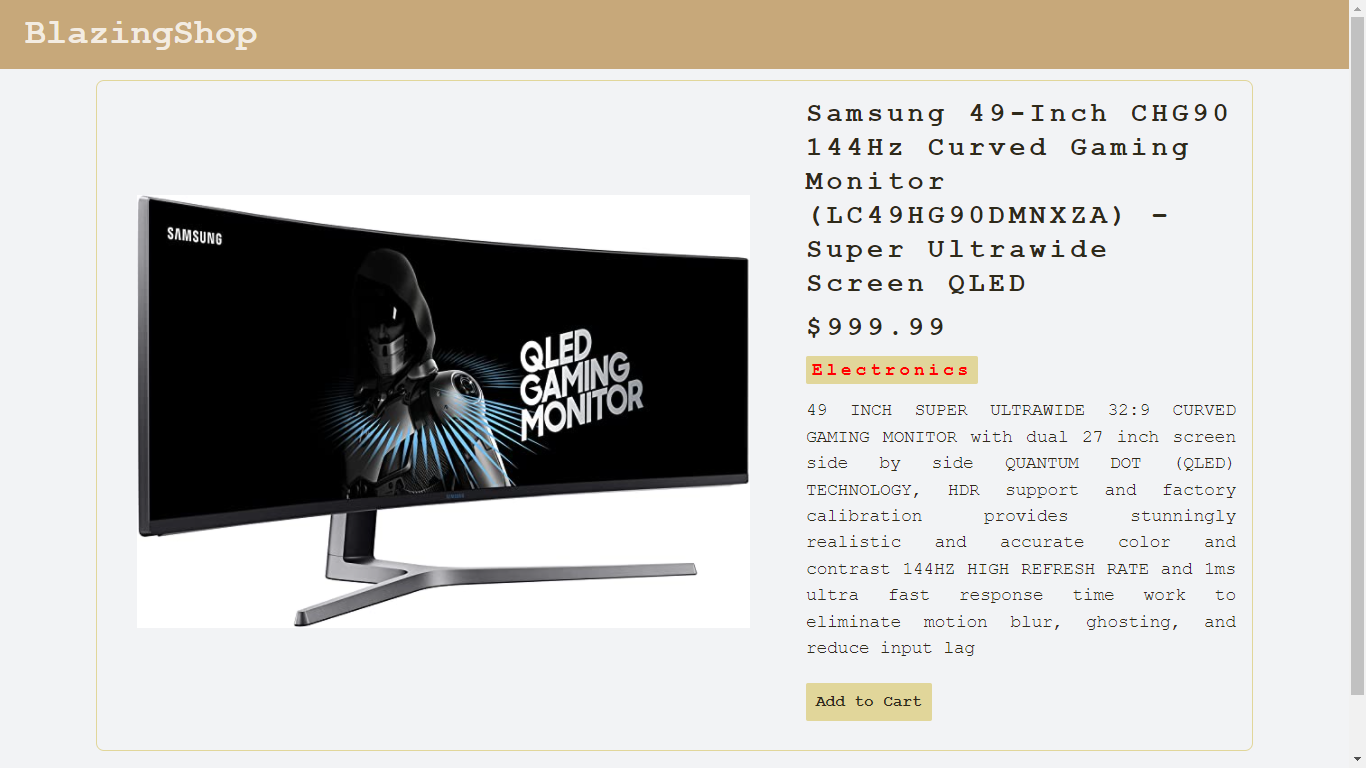 BlazingShop
Samsung 49-Inch CHG90
144Hz Curved Gaming
Monitor
(LC49HG90DMNXZA) –
Super Ultrawide
Screen QLED
$999.99
Electronics
49 INCH SUPER ULTRAWIDE 32:9 CURVED
GAMING MONITOR with dual 27 inch screen
side by side QUANTUM DOT (QLED)
TECHNOLOGY, HDR support and factory
calibration provides stunningly
realistic and accurate color and
contrast 144HZ HIGH REFRESH RATE and 1ms
ultra fast response time work to
eliminate motion blur, ghosting, and
reduce input lag
Add to Cart
SAMSUNG
QLED
GAMING
MONITOR